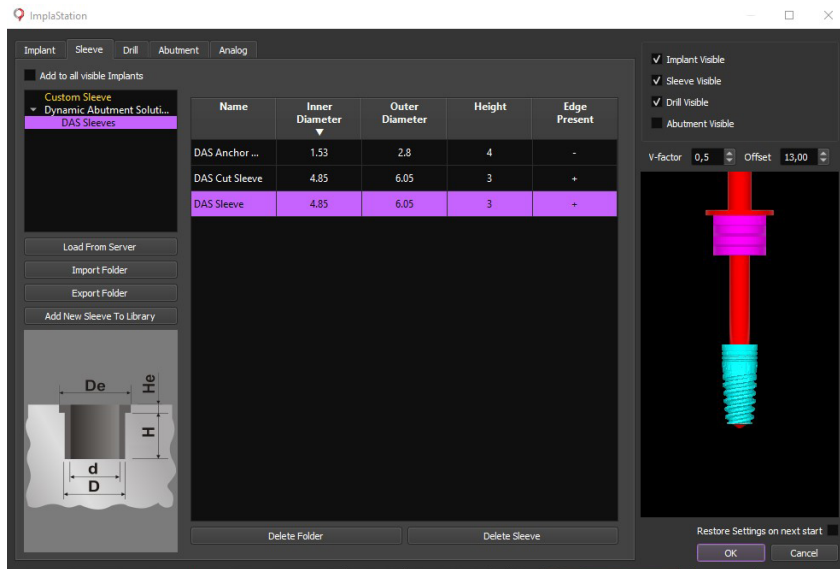 ImplaStation
Implant Sleeve Drill Abutment Analog
Add to all visible Implants
Custom Sleeve
Dynamic Abutment Soluti...
DAS Sleeves
Load From Server
Import Folder
Export Folder
Add New Sleeve To Library
De
He
H
d
D
Name Inner Diameter Outer Diameter Height Edge Present
DAS Anchor ... 1.53 2.8 4 -
DAS Cut Sleeve 4.85 6.05 3 +
DAS Sleeve 4.85 6.05 3 +
Delete Folder Delete Sleeve
Implant Visible
Sleeve Visible
Drill Visible
Abutment Visible
V-factor 0,5 Offset 13,00
Restore Settings on next start
OK Cancel